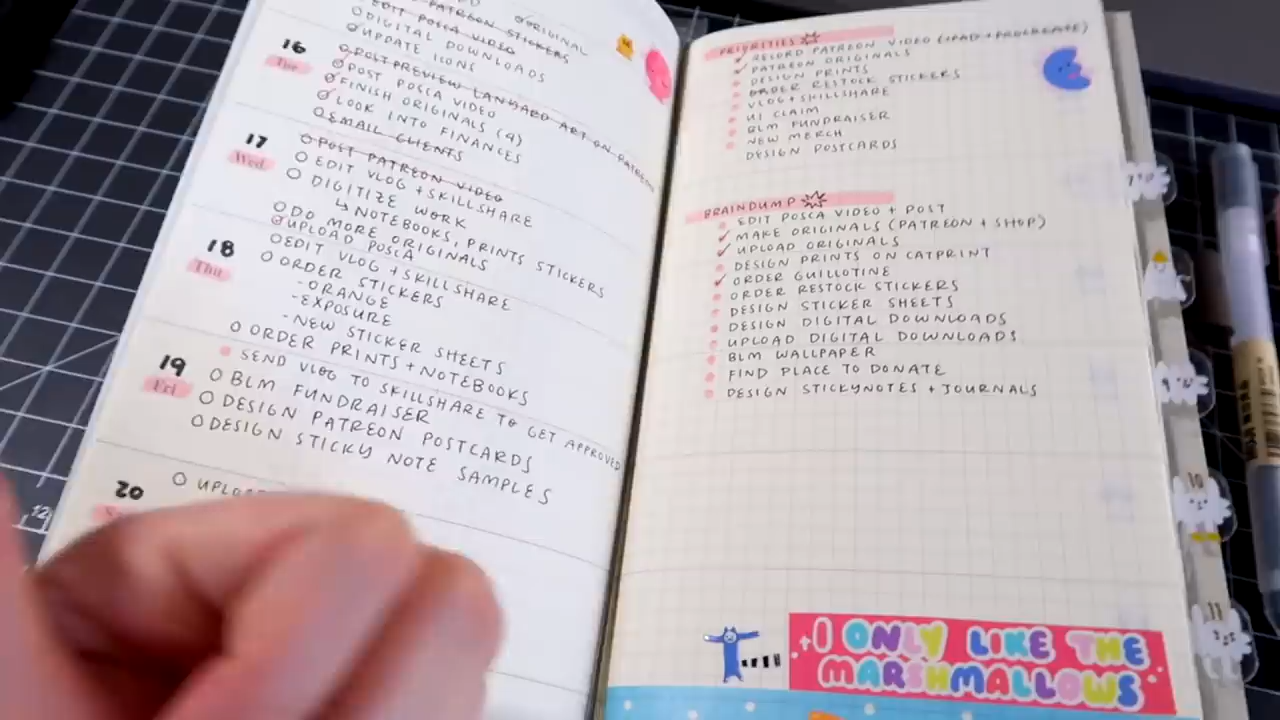 ORIGINAL
EDIT PATREON STICKERS
EDIT POSCA VIDEO
DIGITAL DOWNLOADS
UPDATE ICONS
16
Tue
POST PREVIEW LANYARD ART ON PATREON
POST POSCA VIDEO
FINISH ORIGINALS (4)
LOOK INTO FINANCES
EMAIL CLIENTS
17
Wed
POST PATREON VIDEO
EDIT VLOG + SKILLSHARE
DIGITIZE WORK
↳ NOTEBOOKS, PRINTS STICKERS
DO MORE ORIGINALS
UPLOAD POSCA
18
Thu
EDIT VLOG + SKILLSHARE
ORDER STICKERS
- ORANGE
- EXPOSURE
- NEW STICKER SHEETS
ORDER PRINTS + NOTEBOOKS
19
Fri
SEND VLOG TO SKILLSHARE TO GET APPROVED
BLM FUNDRAISER
DESIGN PATREON POSTCARDS
DESIGN STICKY NOTE SAMPLES
20
PRIORITIES
RECORD PATREON VIDEO (IPAD + PROCREATE)
PATREON ORIGINALS
DESIGN PRINTS
ORDER RESTOCK STICKERS
VLOG + SKILLSHARE
UI CLAIM
BLM FUNDRAISER
NEW MERCH
DESIGN POSTCARDS
BRAINDUMP
EDIT POSCA VIDEO + POST
MAKE ORIGINALS (PATREON + SHOP)
UPLOAD ORIGINALS
DESIGN PRINTS ON CATPRINT
ORDER GUILLOTINE
ORDER RESTOCK STICKERS
DESIGN STICKER SHEETS
DESIGN DIGITAL DOWNLOADS
UPLOAD DIGITAL DOWNLOADS
BLM WALLPAPER
FIND PLACE TO DONATE
DESIGN STICKYNOTES + JOURNALS
I ONLY LIKE THE
MARSHMALLOWS
10
11
12